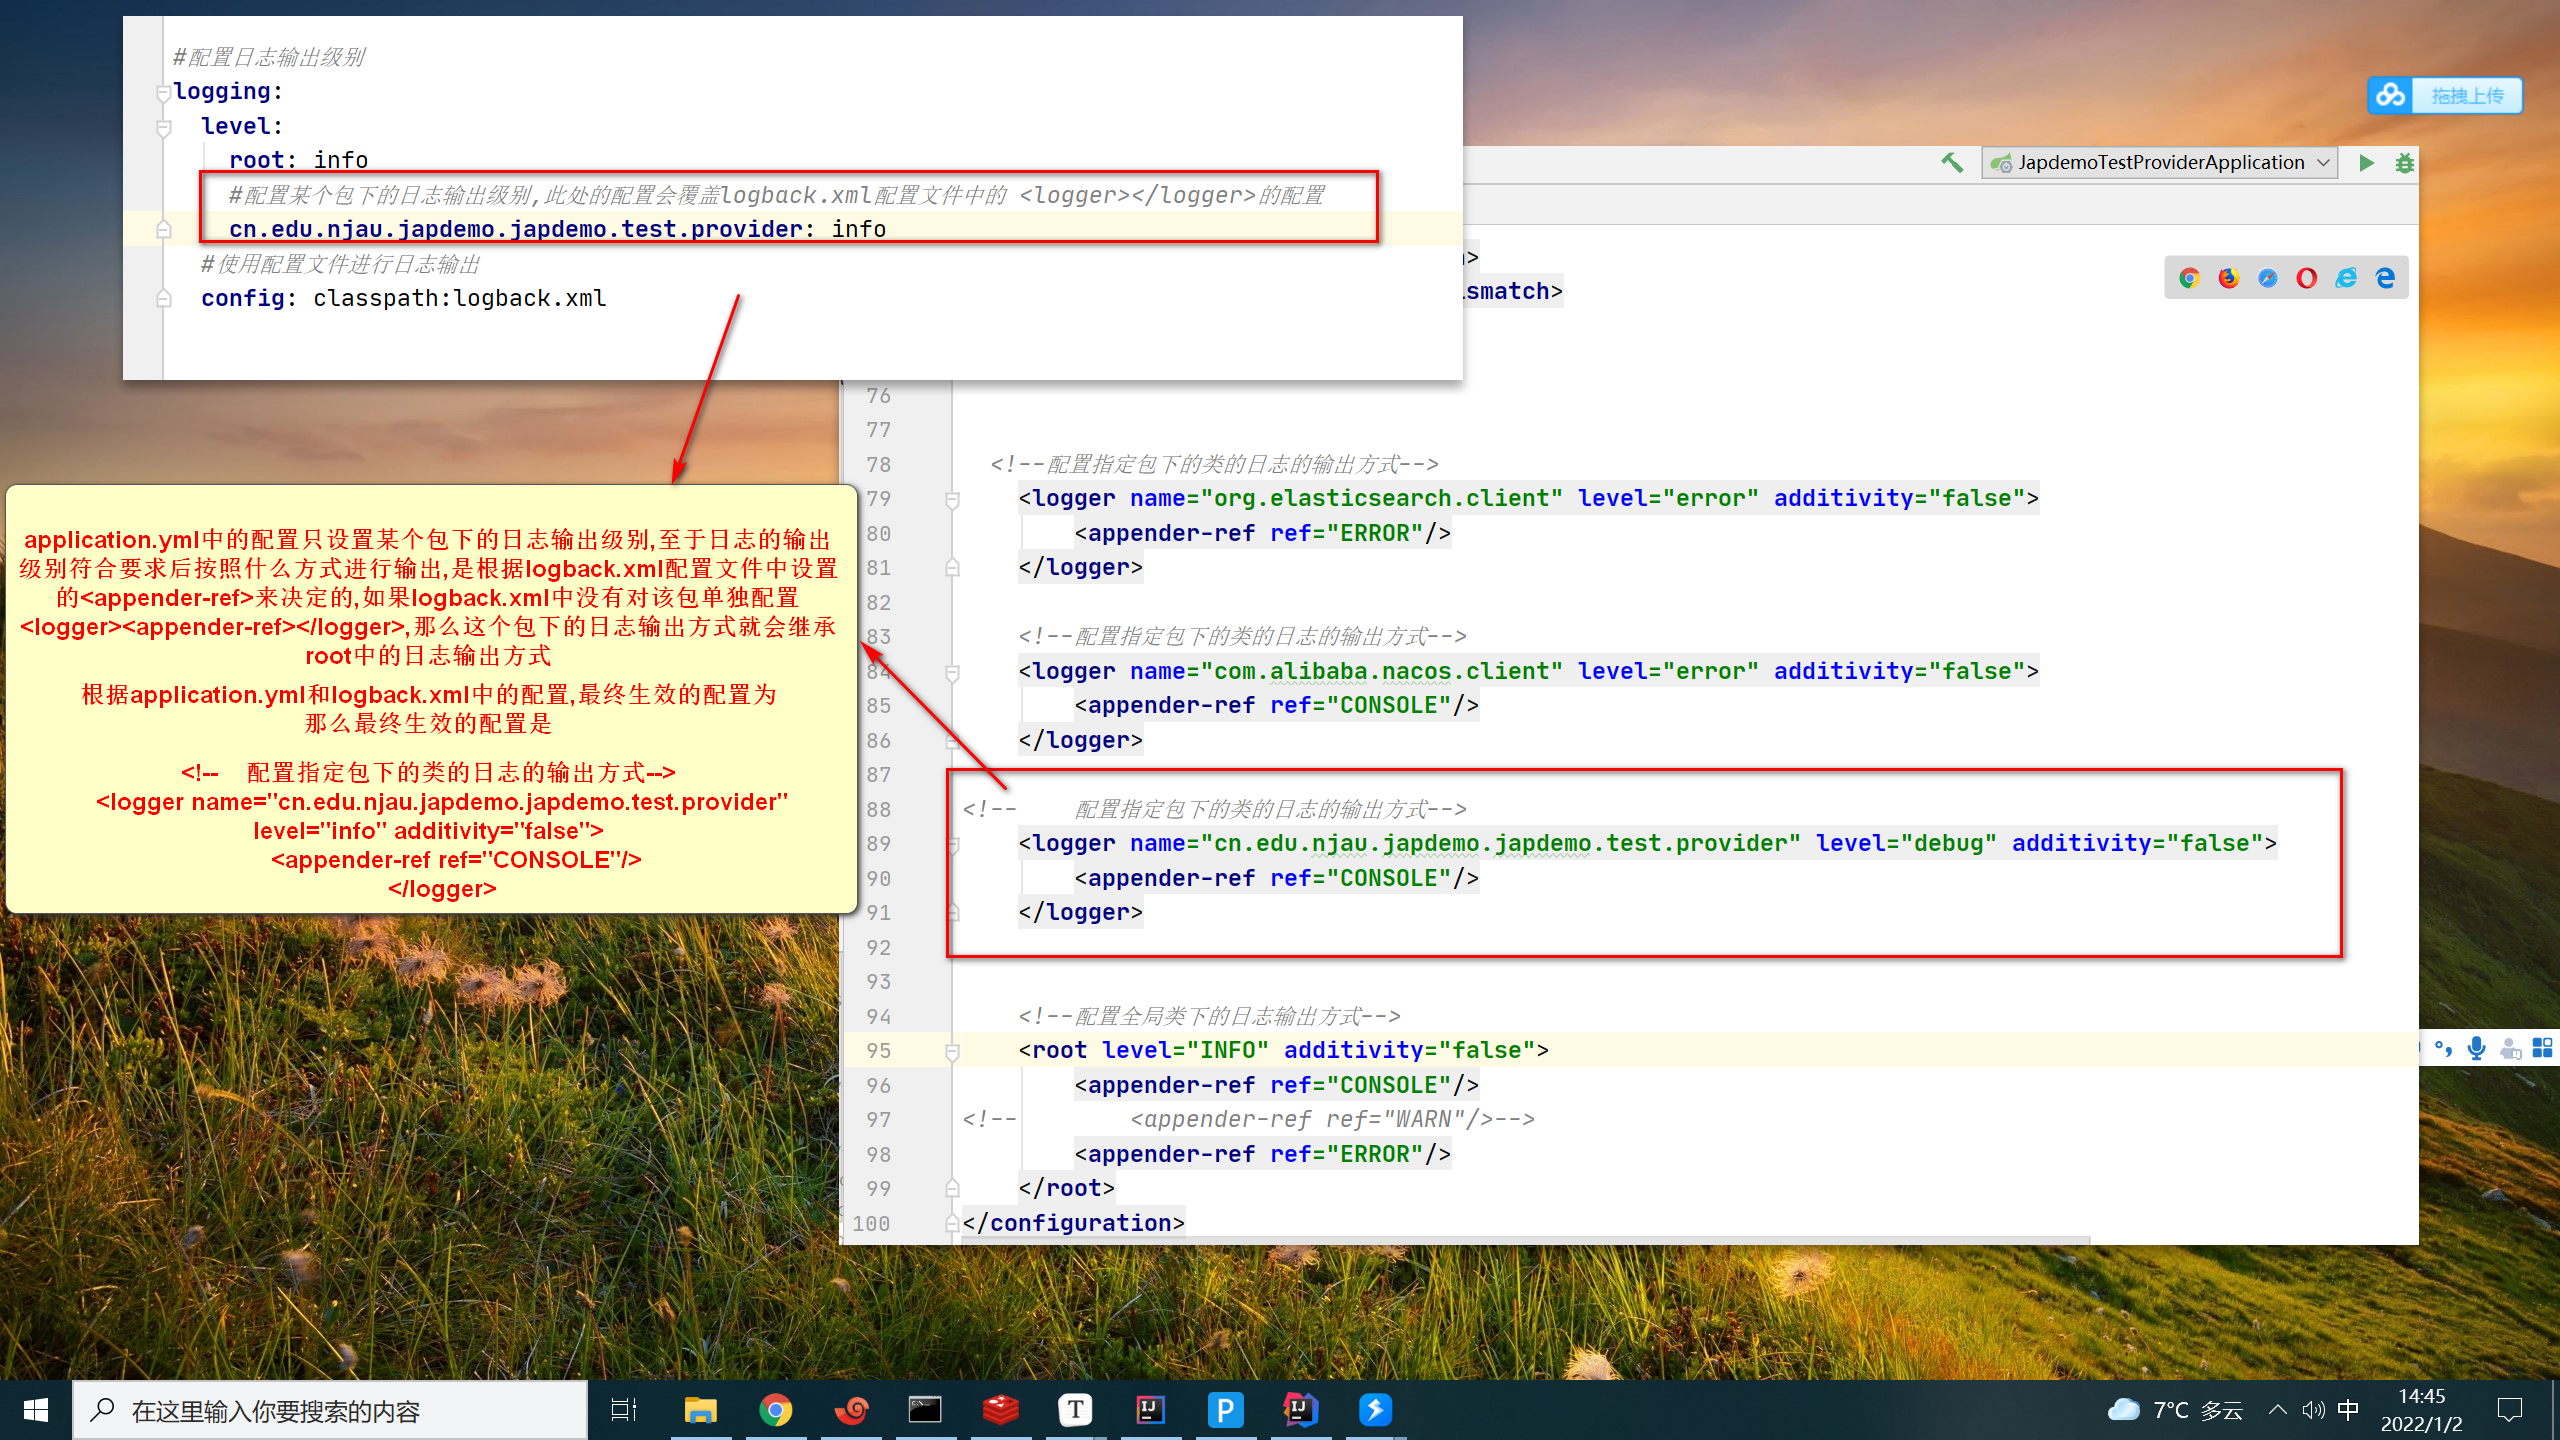 #配置日志输出级别
logging:
level:
root: info
#配置某个包下的日志输出级别,此处的配置会覆盖logback.xml配置文件中的 <logger></logger>的配置
cn.edu.njau.japdemo.japdemo.test.provider: info
#使用配置文件进行日志输出
config: classpath:logback.xml
拖拽上传
JapdemoTestProviderApplication
smatch>
76
77
78 <!--配置指定包下的类的日志的输出方式-->
79 <logger name="org.elasticsearch.client" level="error" additivity="false">
80 <appender-ref ref="ERROR"/>
81 </logger>
82
83 <!--配置指定包下的类的日志的输出方式-->
84 <logger name="com.alibaba.nacos.client" level="error" additivity="false">
85 <appender-ref ref="CONSOLE"/>
86 </logger>
87
88 <!-- 配置指定包下的类的日志的输出方式-->
89 <logger name="cn.edu.njau.japdemo.japdemo.test.provider" level="debug" additivity="false">
90 <appender-ref ref="CONSOLE"/>
91 </logger>
92
93
94 <!--配置全局类下的日志输出方式-->
95 <root level="INFO" additivity="false">
96 <appender-ref ref="CONSOLE"/>
97 <!-- <appender-ref ref="WARN"/>-->
98 <appender-ref ref="ERROR"/>
99 </root>
100 </configuration>
application.yml中的配置只设置某个包下的日志输出级别,至于日志的输出
级别符合要求后按照什么方式进行输出,是根据logback.xml配置文件中设置
的<appender-ref>来决定的,如果logback.xml中没有对该包单独配置
<logger><appender-ref></logger>,那么这个包下的日志输出方式就会继承
root中的日志输出方式
根据application.yml和logback.xml中的配置,最终生效的配置为
那么最终生效的配置是
<!-- 配置指定包下的类的日志的输出方式-->
<logger name="cn.edu.njau.japdemo.japdemo.test.provider"
level="info" additivity="false">
<appender-ref ref="CONSOLE"/>
</logger>
在这里输入你要搜索的内容
7°C 多云
中
14:45
2022/1/2